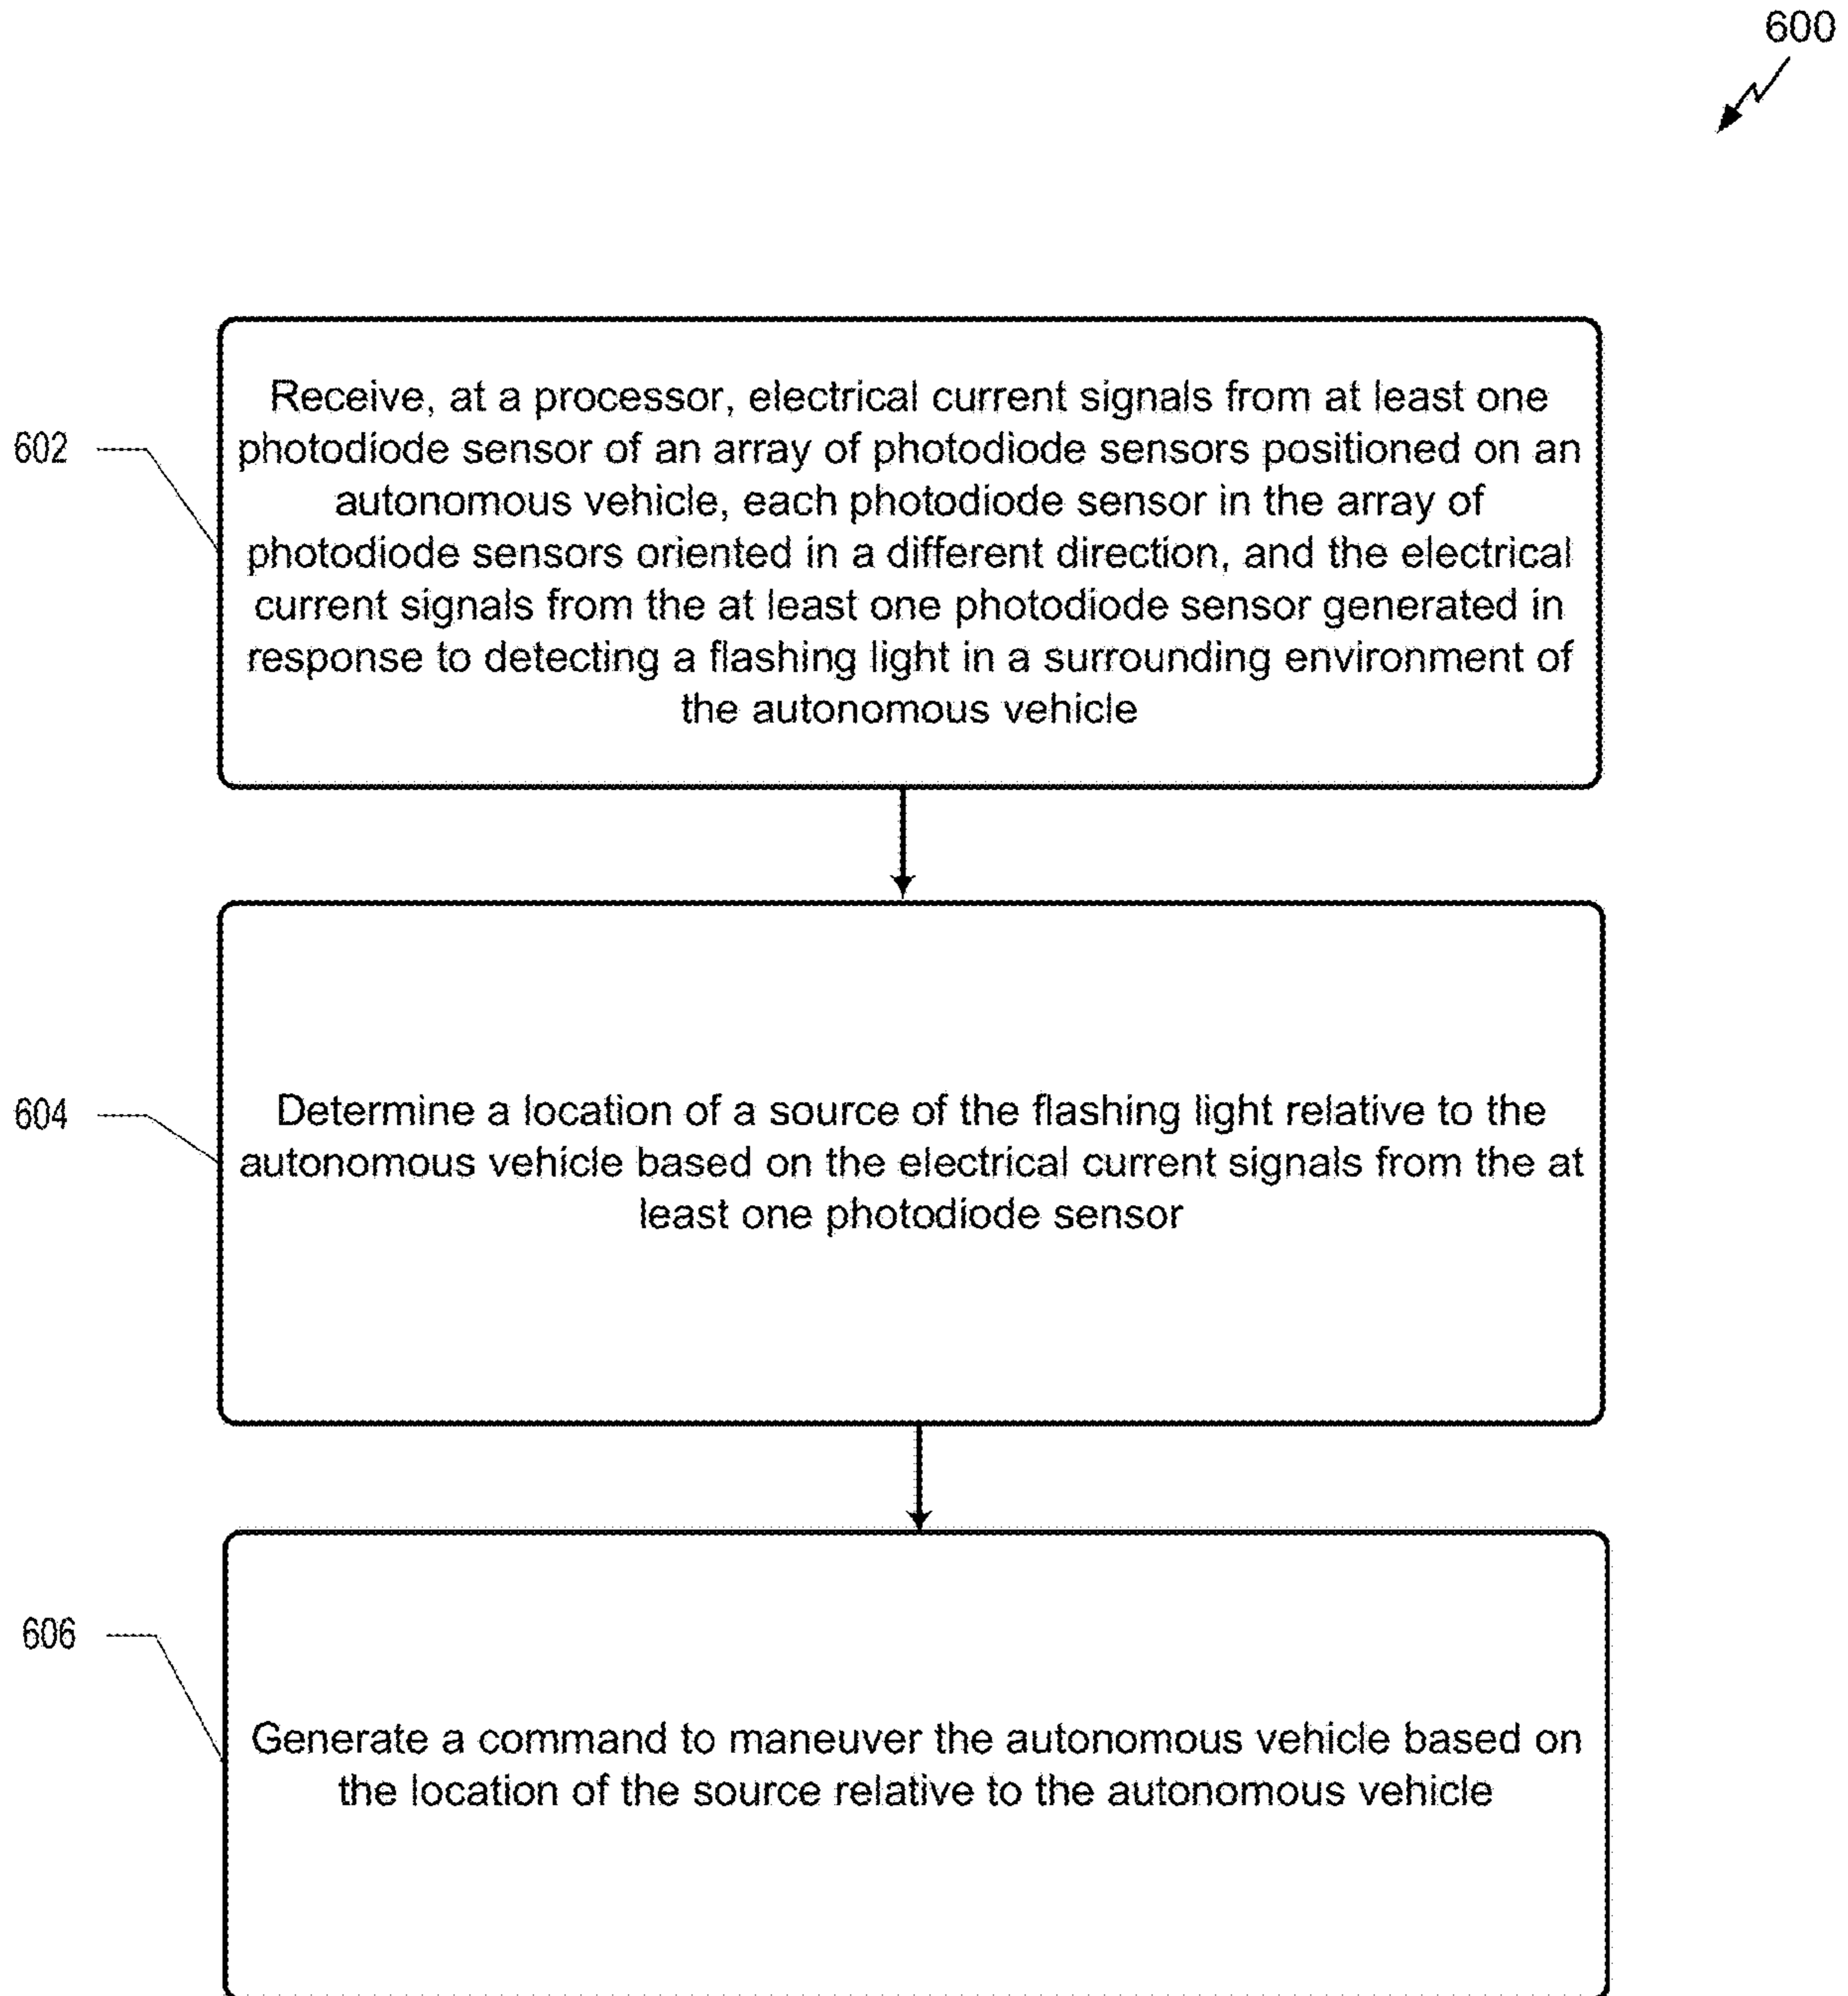 600
602
Receive, at a processor, electrical current signals from at least one
photodiode sensor of an array of photodiode sensors positioned on an
autonomous vehicle, each photodiode sensor in the array of
photodiode sensors oriented in a different direction, and the electrical
current signals from the at least one photodiode sensor generated in
response to detecting a flashing light in a surrounding environment of
the autonomous vehicle
604
Determine a location of a source of the flashing light relative to the
autonomous vehicle based on the electrical current signals from the at
least one photodiode sensor
606
Generate a command to maneuver the autonomous vehicle based on
the location of the source relative to the autonomous vehicle